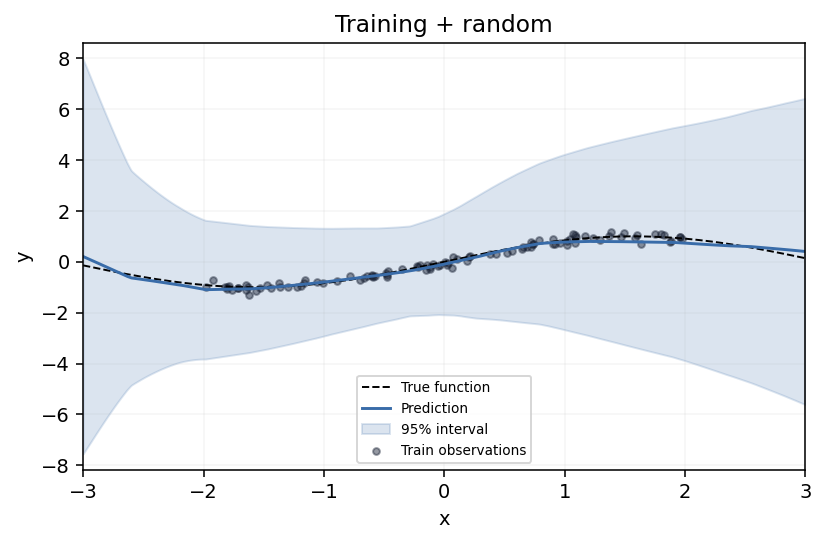 Training + random
8
6
4
2
0
−2
−4
−6
−8
y
True function
Prediction
95% interval
Train observations
−3
−2
−1
0
1
2
3
x